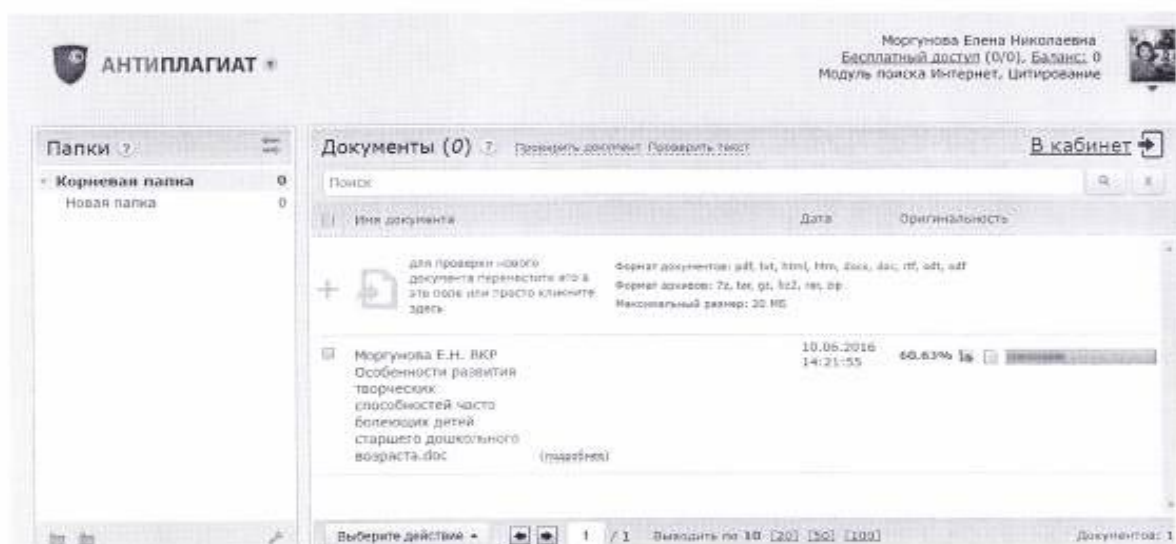 АНТИПЛАГИАТ
Моргунова Елена Николаевна
Бесплатный доступ (0/0), Баланс: 0
Модуль поиска Интернет, Цитирование
Папки ?
Корневая папка 0
Новая папка 0
Документы (0) ? Проверить документ Проверить текст
В кабинет
Поиск
Имя документа Дата Оригинальность
для проверки нового
документа перенестите его в
это поле или просто кликните
здесь
Формат документов: pdf, txt, html, htm, docx, doc, rtf, odt, pdf
Формат архивов: 7z, tar, gz, bz2, rar, zip
Максимальный размер: 20 Мб
Моргунова Е.Н. ВКР
Особенности развития
творческих
способностей часто
болеющих детей
старшего дошкольного
возраста.doc (подробнее)
10.06.2016
14:21:55
60.63%
Выберите действие 1 / 1 Выводить по 10 [20] [50] [100] Документов: 1